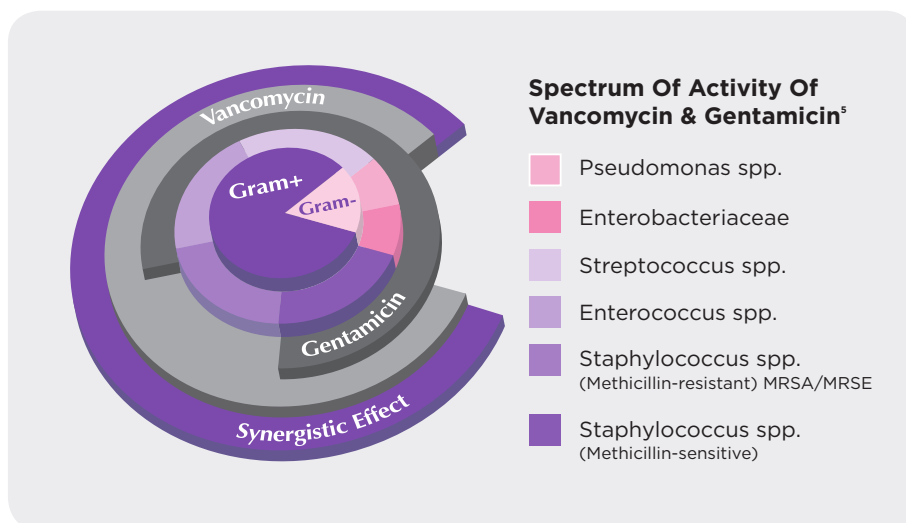 Spectrum Of Activity Of
Vancomycin & Gentamicin⁵
Vancomycin
Gram+
Gram-
Gentamicin
Synergistic Effect
Pseudomonas spp.
Enterobacteriaceae
Streptococcus spp.
Enterococcus spp.
Staphylococcus spp.
(Methicillin-resistant) MRSA/MRSE
Staphylococcus spp.
(Methicillin-sensitive)